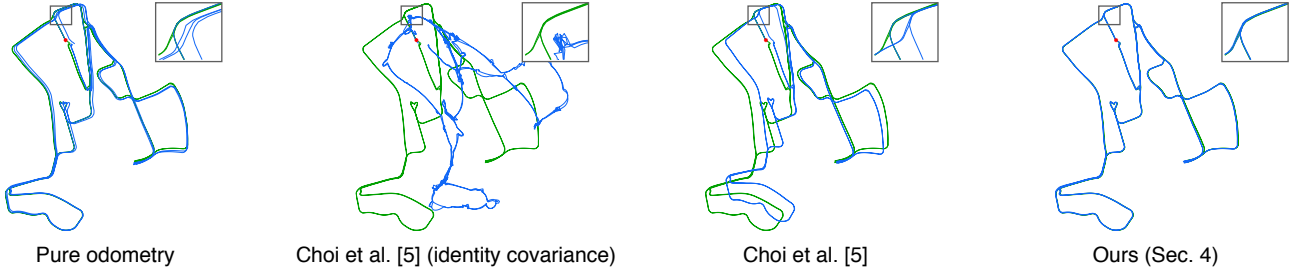 Pure odometry
Choi et al. [5] (identity covariance)
Choi et al. [5]
Ours (Sec. 4)